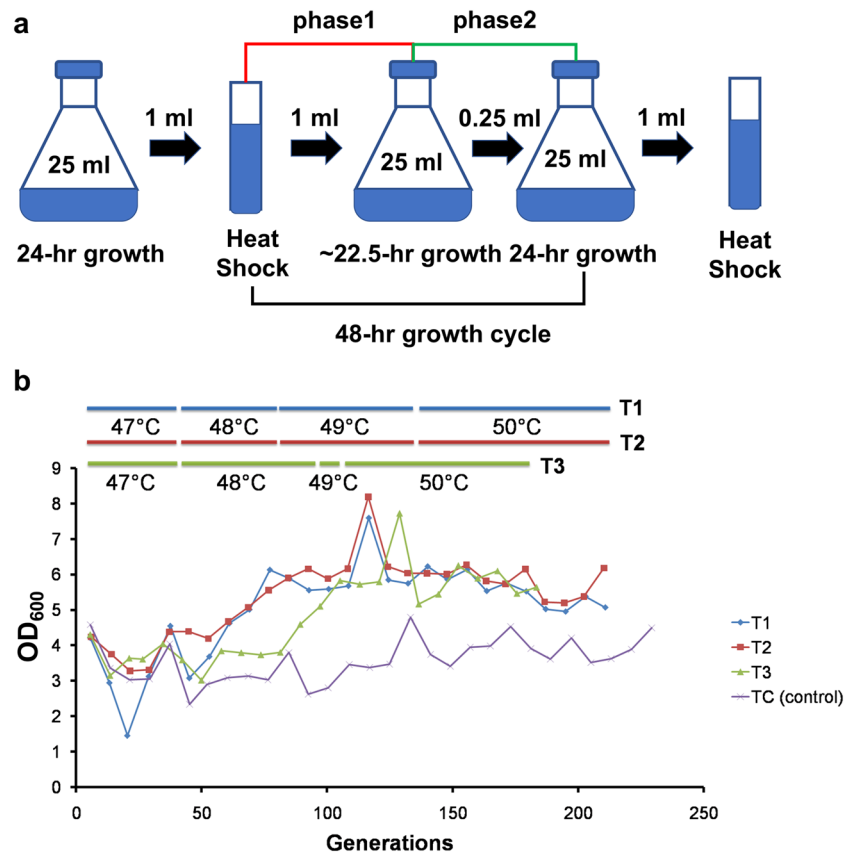 a
phase1 phase2
1 ml 1 ml 0.25 ml 1 ml
25 ml 25 ml 25 ml
24-hr growth Heat Shock ~22.5-hr growth 24-hr growth Heat Shock
48-hr growth cycle
b
T1
47°C 48°C 49°C 50°C
T2
T3
47°C 48°C 49°C 50°C
OD600
9
8
7
6
5
4
3
2
1
0
0 50 100 150 200 250
Generations
T1
T2
T3
TC (control)